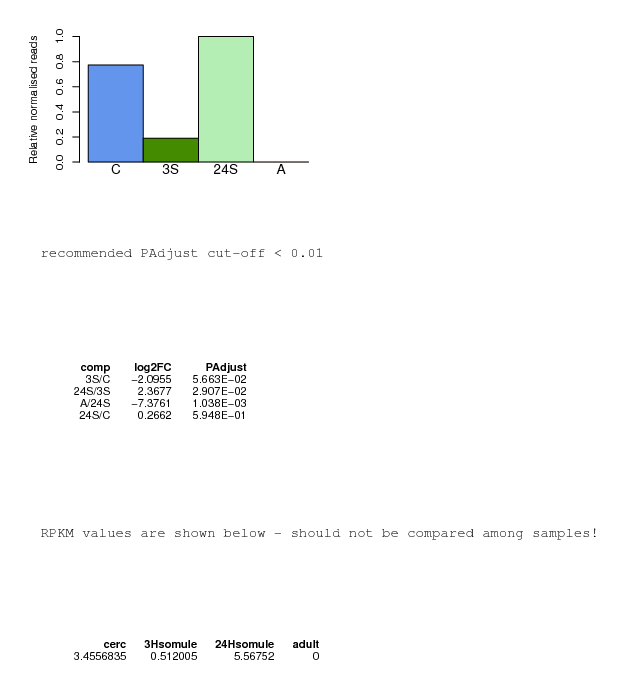 Relative normalised reads
1.0
0.8
0.6
0.4
0.2
0.0
C 3S 24S A
recommended PAdjust cut-off < 0.01
comp log2FC PAdjust
3S/C −2.0955 5.663E−02
24S/3S 2.3677 2.907E−02
A/24S −7.3761 1.038E−03
24S/C 0.2662 5.948E−01
RPKM values are shown below - should not be compared among samples!
cerc 3Hsomule 24Hsomule adult
3.4556835 0.512005 5.56752 0